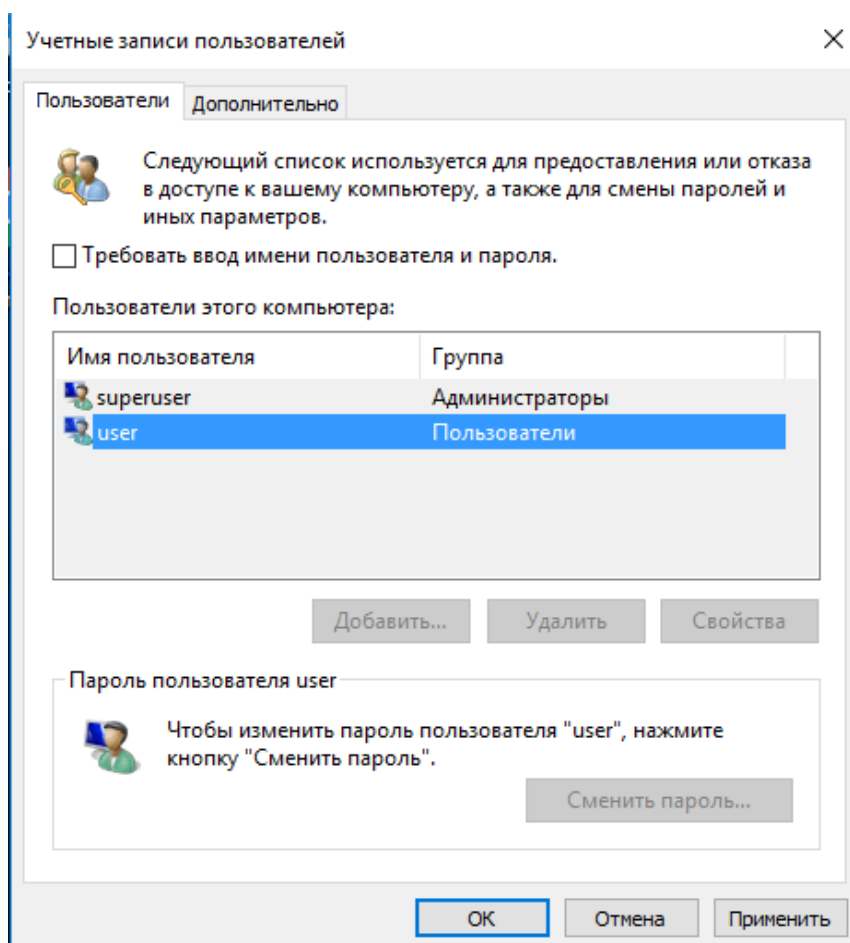 Учетные записи пользователей
Пользователи Дополнительно
Следующий список используется для предоставления или отказа
в доступе к вашему компьютеру, а также для смены паролей и
иных параметров.
Требовать ввод имени пользователя и пароля.
Пользователи этого компьютера:
Имя пользователя Группа
superuser Администраторы
user Пользователи
Добавить... Удалить Свойства
Пароль пользователя user
Чтобы изменить пароль пользователя "user", нажмите
кнопку "Сменить пароль".
Сменить пароль...
ОК Отмена Применить